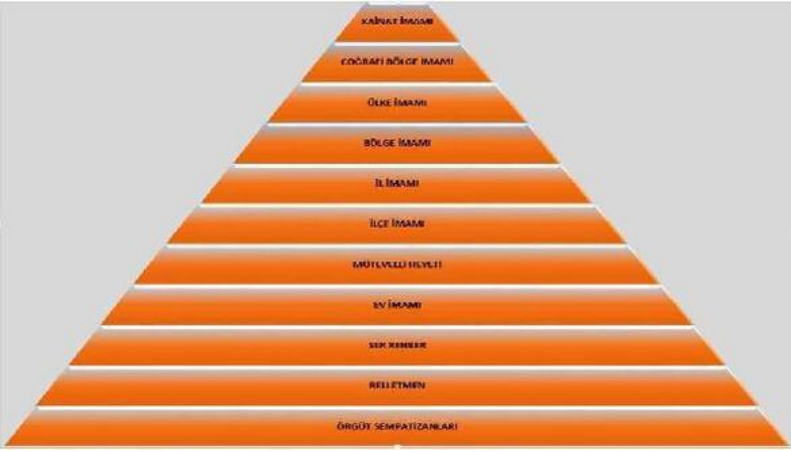 KAİNAT İMAMI
COĞRAFİ BÖLGE İMAMI
ÜLKE İMAMI
BÖLGE İMAMI
İL İMAMI
İLÇE İMAMI
MÜTEVELLİ HEYETİ
EV İMAMI
SER REHBER
BELLETMEN
ÖRGÜT SEMPATİZANLARI